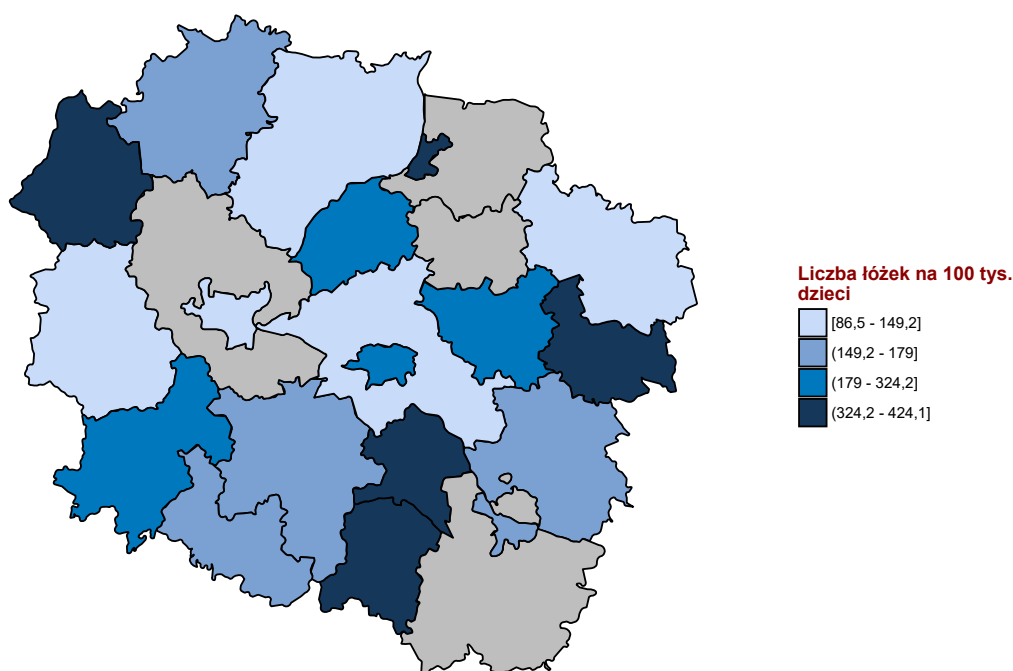 Liczba łóżek na 100 tys.
dzieci
[86,5 - 149,2]
(149,2 - 179]
(179 - 324,2]
(324,2 - 424,1]